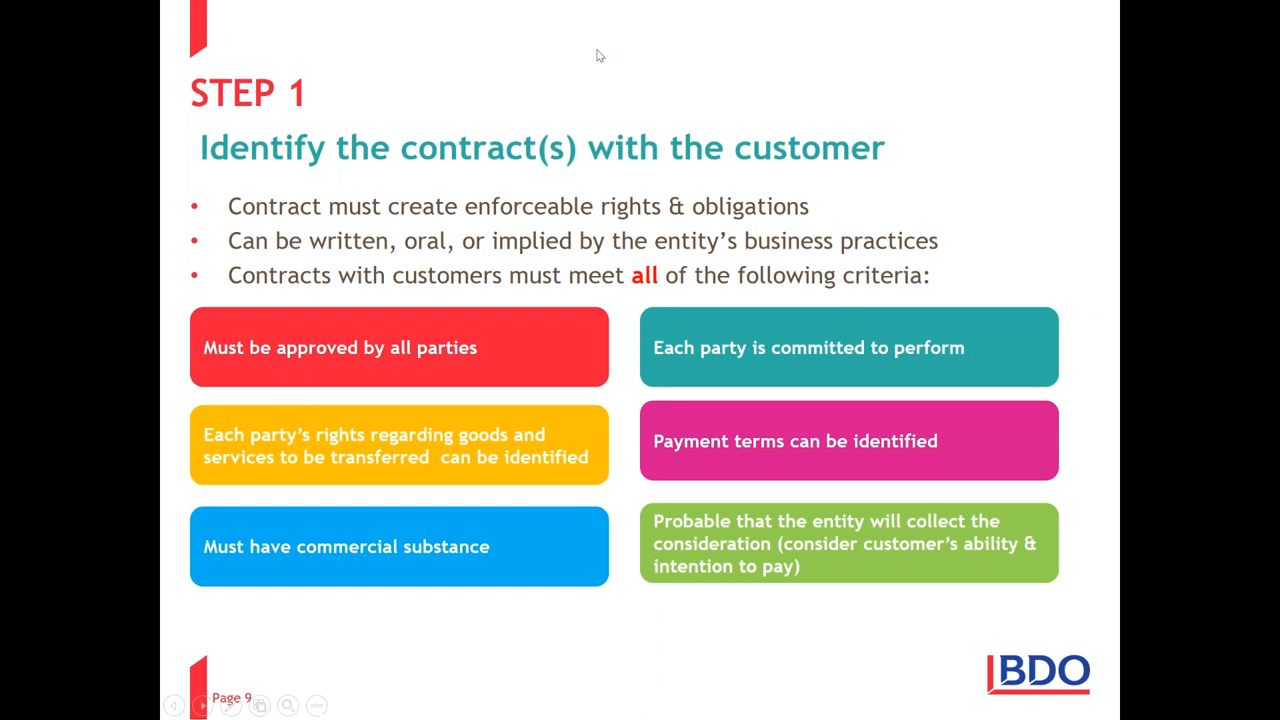 STEP 1
Identify the contract(s) with the customer
• Contract must create enforceable rights & obligations
• Can be written, oral, or implied by the entity’s business practices
• Contracts with customers must meet all of the following criteria:
Must be approved by all parties
Each party is committed to perform
Each party’s rights regarding goods and
services to be transferred  can be identified
Payment terms can be identified
Must have commercial substance
Probable that the entity will collect the
consideration (consider customer’s ability &
intention to pay)
Page 9
BDO